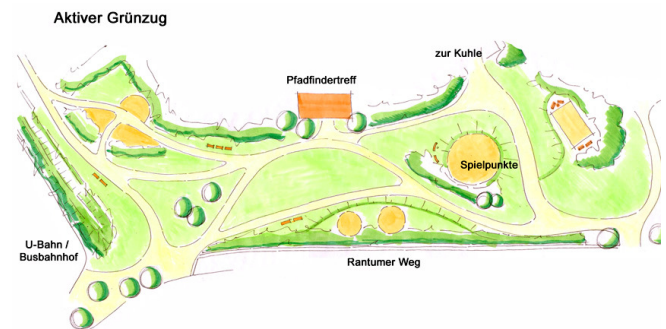 Aktiver Grünzug
zur Kuhle
Pfadfindertreff
Spielpunkte
U-Bahn /
Busbahnhof
Rantumer Weg